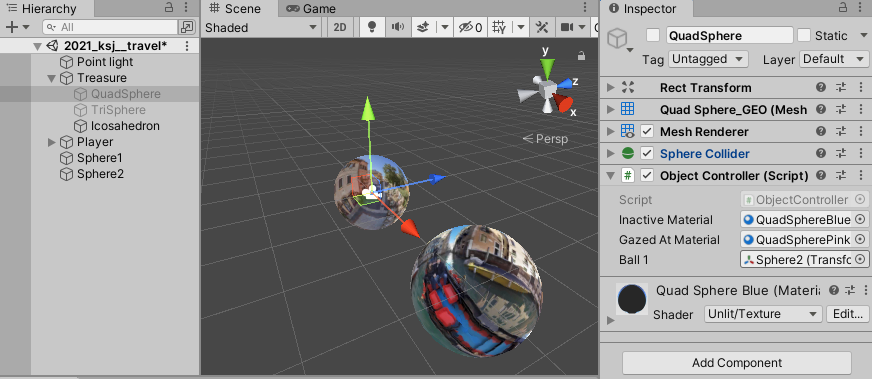 Hierarchy
All
2021_ksj__travel*
Point light
Treasure
QuadSphere
TriSphere
Icosahedron
Player
Sphere1
Sphere2
Scene
Game
Shaded
2D
0
y
z
x
Persp
Inspector
QuadSphere
Static
Tag Untagged
Layer Default
Rect Transform
Quad Sphere_GEO (Mesh
Mesh Renderer
Sphere Collider
# Object Controller (Script)
Script # ObjectController
Inactive Material QuadSphereBlue
Gazed At Material QuadSpherePink
Ball 1 Sphere2 (Transfo
Quad Sphere Blue (Materia
Shader Unlit/Texture Edit...
Add Component